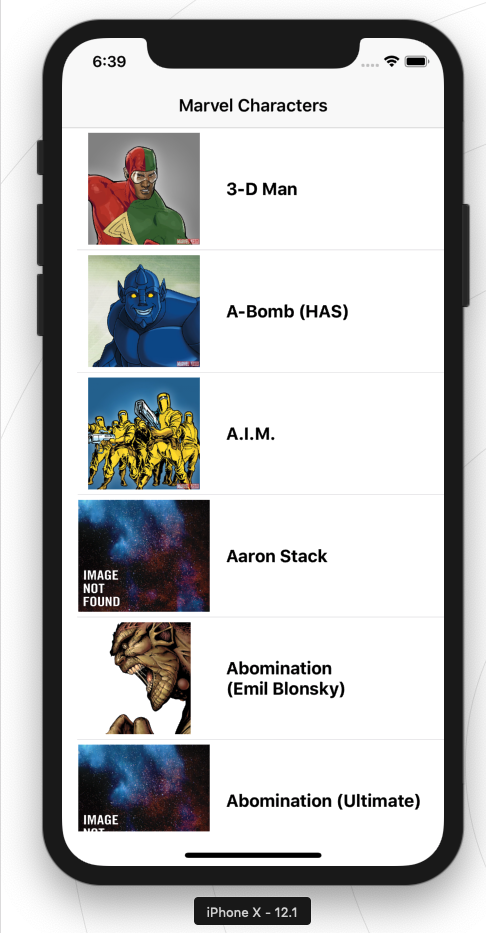 6:39
Marvel Characters
3-D Man
A-Bomb (HAS)
A.I.M.
IMAGE
NOT
FOUND
Aaron Stack
Abomination
(Emil Blonsky)
IMAGE
NOT
Abomination (Ultimate)
iPhone X - 12.1